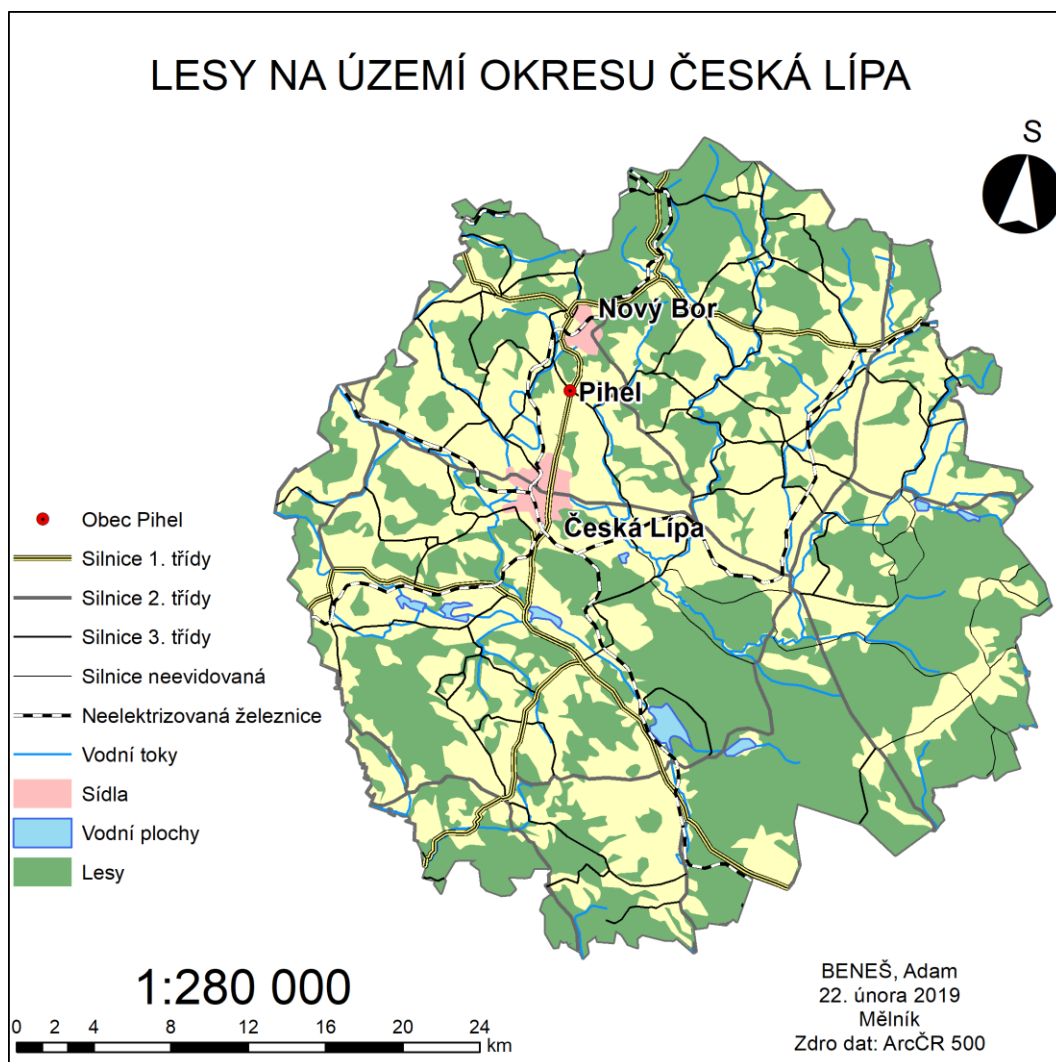 LESY NA ÚZEMÍ OKRESU ČESKÁ LÍPA
S
Nový Bor
Pihel
Česká Lípa
Obec Pihel
Silnice 1. třídy
Silnice 2. třídy
Silnice 3. třídy
Silnice neevidovaná
Neelektrizovaná železnice
Vodní toky
Sídla
Vodní plochy
Lesy
1:280 000
0 2 4 8 12 16 20 24
km
BENEŠ, Adam
22. února 2019
Mělník
Zdro dat: ArcČR 500